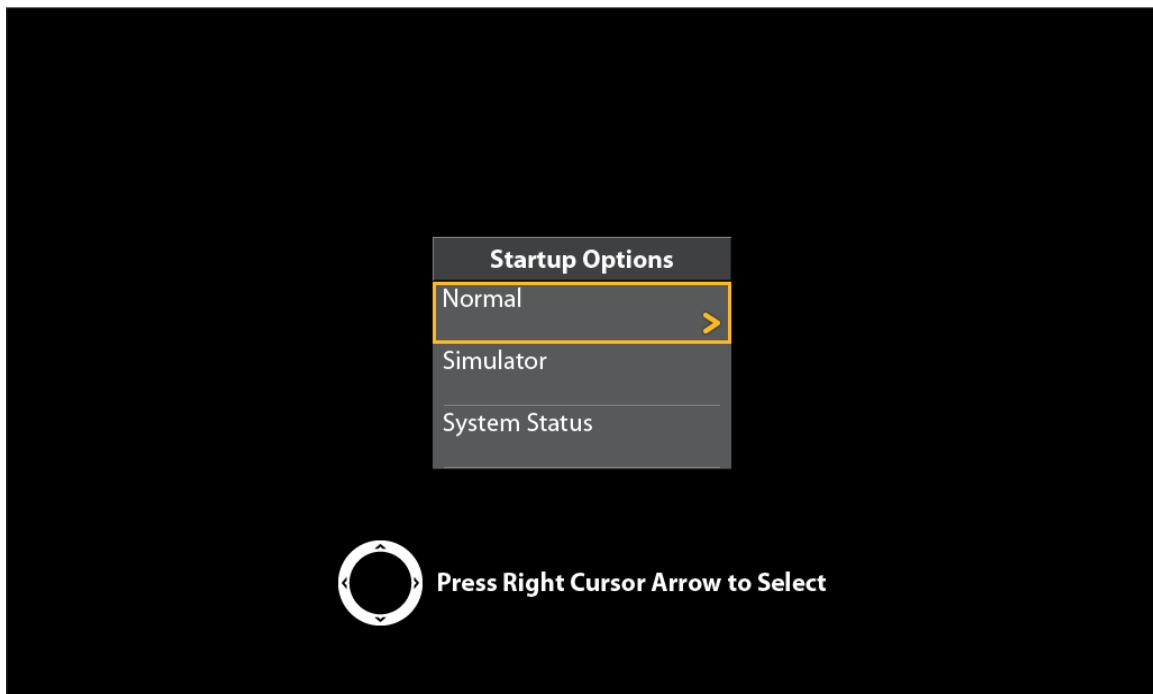 Startup Options
Normal
Simulator
System Status
Press Right Cursor Arrow to Select